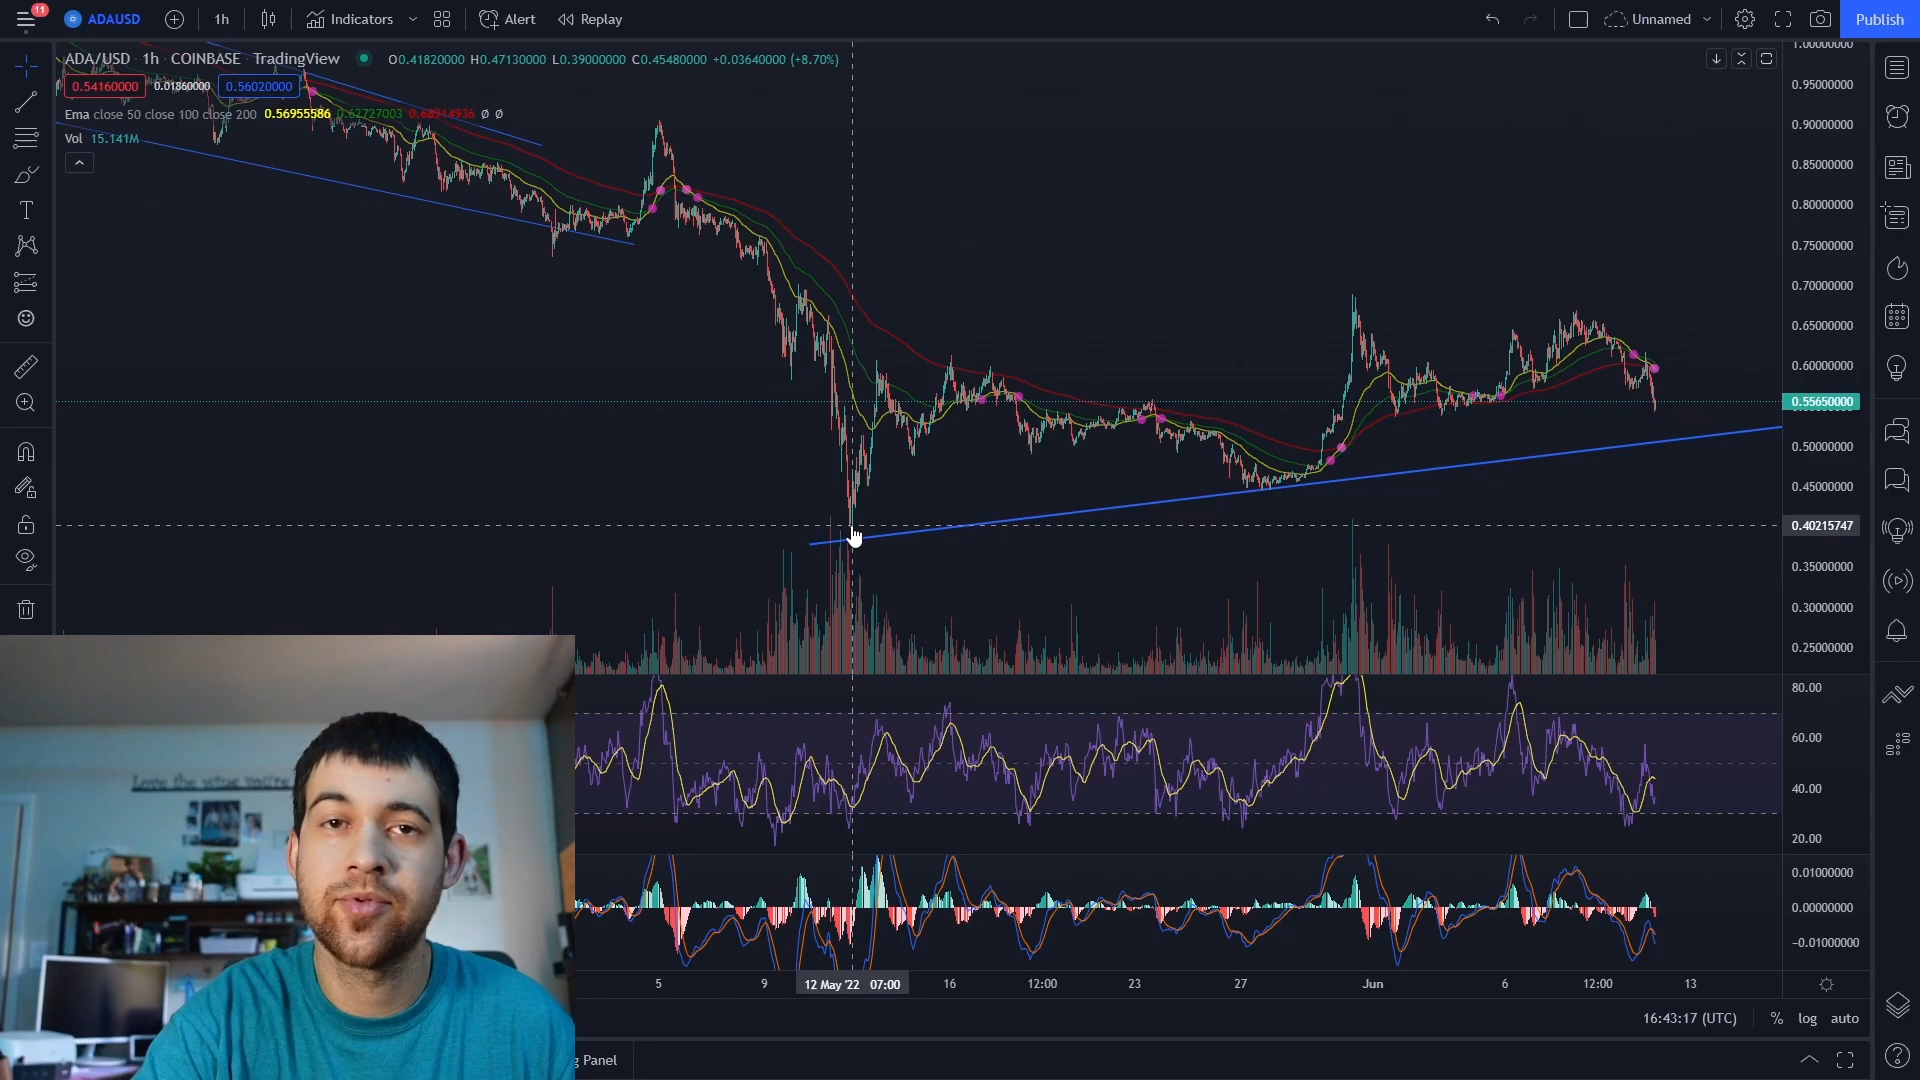 11 ADAUSD 1h Indicators Alert Replay Unnamed Publish
ADA/USD 1h COINBASE TradingView O0.41820000 H0.47130000 L0.39000000 C0.45480000 +0.03640000 (+8.70%)
0.54160000 0.01860000 0.56020000
Ema close 50 close 100 close 200 0.56955586 0.62727003 0.68914936 Ø Ø
Vol 15.141M
1.00000000
0.95000000
0.90000000
0.85000000
0.80000000
0.75000000
0.70000000
0.65000000
0.60000000
0.55650000
0.50000000
0.45000000
0.40215747
0.35000000
0.30000000
0.25000000
80.00
60.00
40.00
20.00
0.01000000
0.00000000
−0.01000000
5 9 12 May '22 07:00 16 12:00 23 27 Jun 6 12:00 13
16:43:17 (UTC) % log auto
g Panel